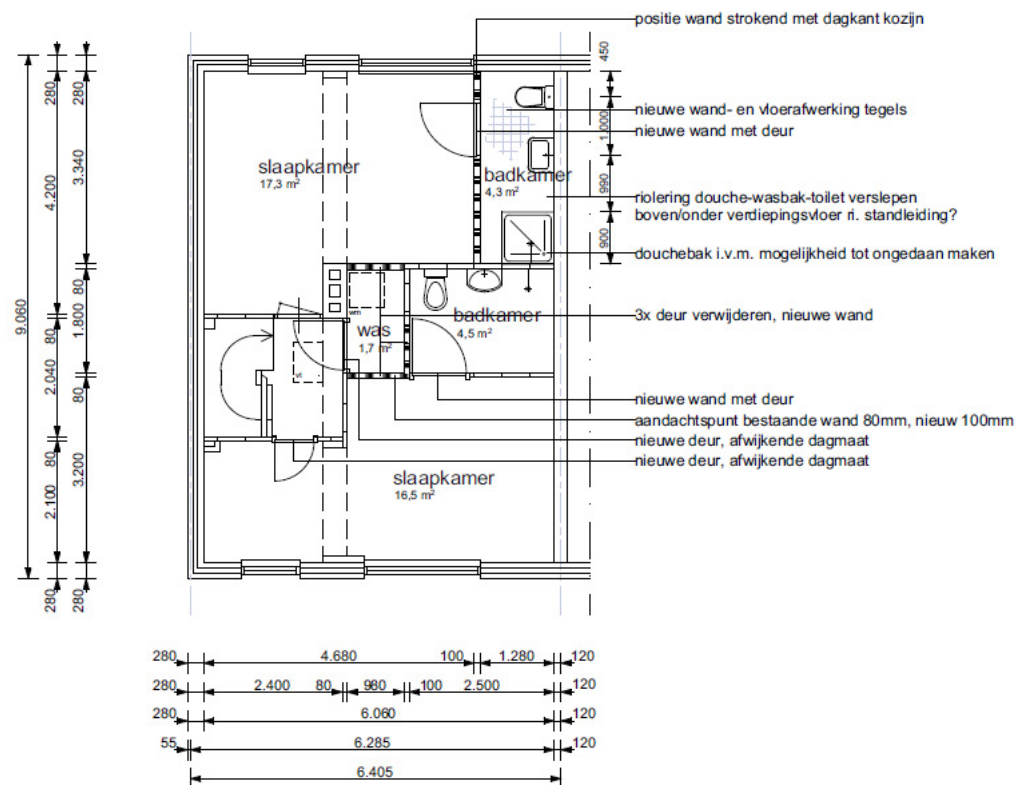 positie wand strokend met dagkant kozijn
nieuwe wand- en vloerafwerking tegels
nieuwe wand met deur
riolering douche-wasbak-toilet verslepen
boven/onder verdiepingsvloer ri. standleiding?
douchebak i.v.m. mogelijkheid tot ongedaan maken
3x deur verwijderen, nieuwe wand
nieuwe wand met deur
aandachtspunt bestaande wand 80mm, nieuw 100mm
nieuwe deur, afwijkende dagmaat
nieuwe deur, afwijkende dagmaat
slaapkamer
17,3 m²
badkamer
4,3 m²
badkamer
4,5 m²
wm
was
1,7 m²
vl
slaapkamer
16,5 m²
450
1.000
990
900
9.060
280
4.200
80
2.040
80
2.100
280
280
3.340
80
1.800
80
3.200
280
280 4.680 100 1.280 120
280 2.400 80 980 100 2.500 120
280 6.060 120
55 6.285 120
6.405